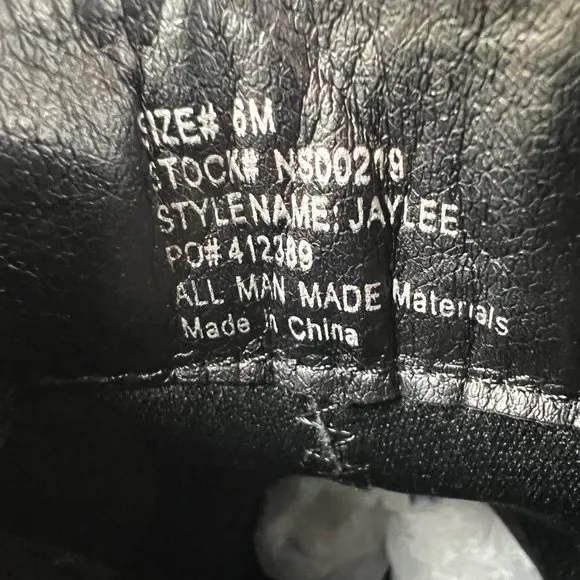 SIZE# 6M
STOCK# NS00219
STYLENAME: JAYLEE
PO# 412389
ALL MAN MADE Materials
Made in China